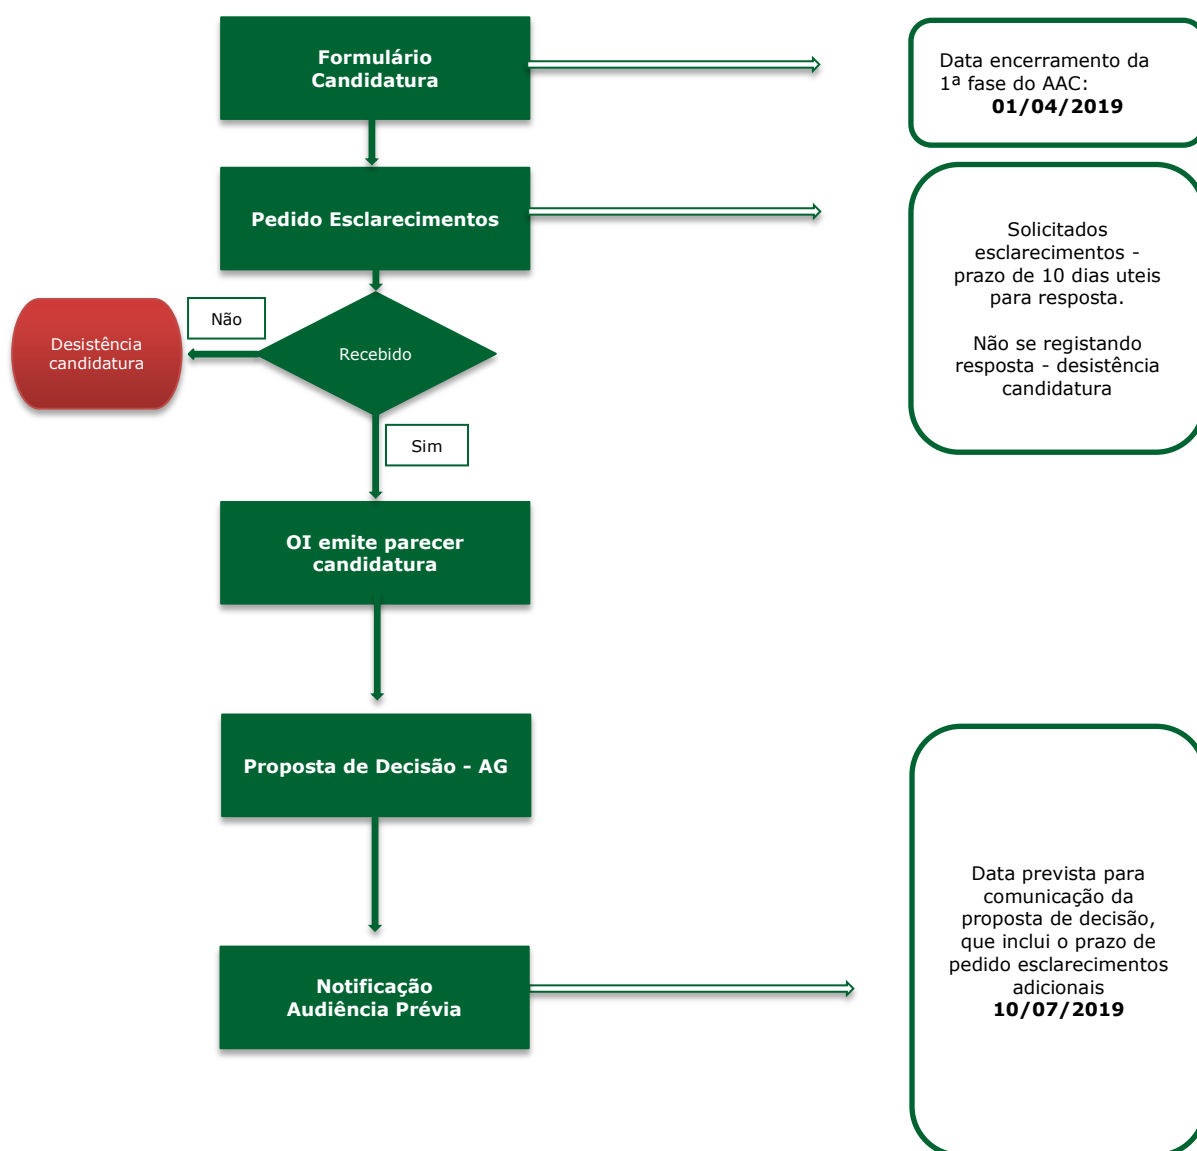 Formulário
Candidatura
Data encerramento da
1ª fase do AAC:
01/04/2019
Pedido Esclarecimentos
Solicitados
esclarecimentos -
prazo de 10 dias uteis
para resposta.
Não se registando
resposta - desistência
candidatura
Não
Desistência
candidatura
Recebido
Sim
OI emite parecer
candidatura
Proposta de Decisão - AG
Notificação
Audiência Prévia
Data prevista para
comunicação da
proposta de decisão,
que inclui o prazo de
pedido esclarecimentos
adicionais
10/07/2019